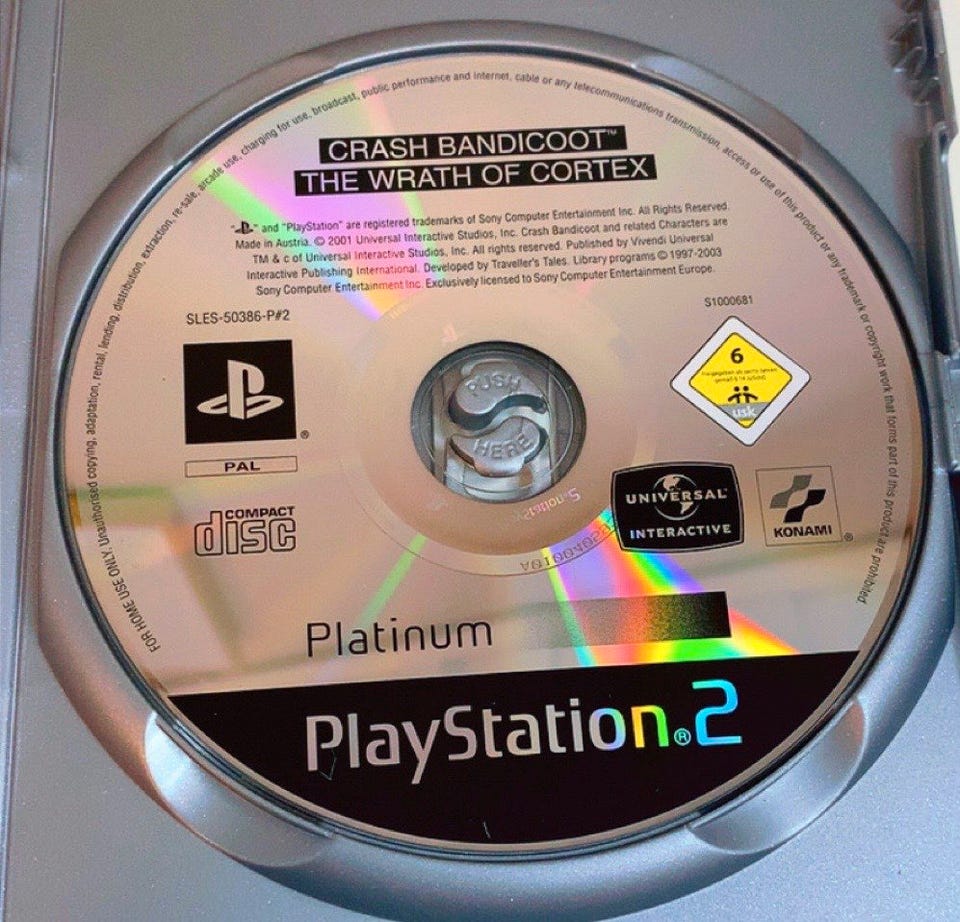 FOR HOME USE ONLY. Unauthorised copying, adaptation, rental, lending, distribution, extraction, re-sale, arcade use, charging for use, broadcast, public performance and internet, cable or any telecommunications transmission, access or use of this product or any trademark or copyright work that forms part of this product are prohibited.
CRASH BANDICOOT™
THE WRATH OF CORTEX
"PS" and "PlayStation" are registered trademarks of Sony Computer Entertainment Inc. All Rights Reserved.
Made in Austria. © 2001 Universal Interactive Studios, Inc. Crash Bandicoot and related Characters are
TM & c of Universal Interactive Studios, Inc. All rights reserved. Published by Vivendi Universal
Interactive Publishing International. Developed by Traveller's Tales. Library programs © 1997-2003
Sony Computer Entertainment Inc. Exclusively licensed to Sony Computer Entertainment Europe.
SLES-50386-P#2
S1000681
6
usk
®
PAL
PUSH
HERE
COMPACT
disc
UNIVERSAL
INTERACTIVE
KONAMI ®
Platinum
PlayStation®2